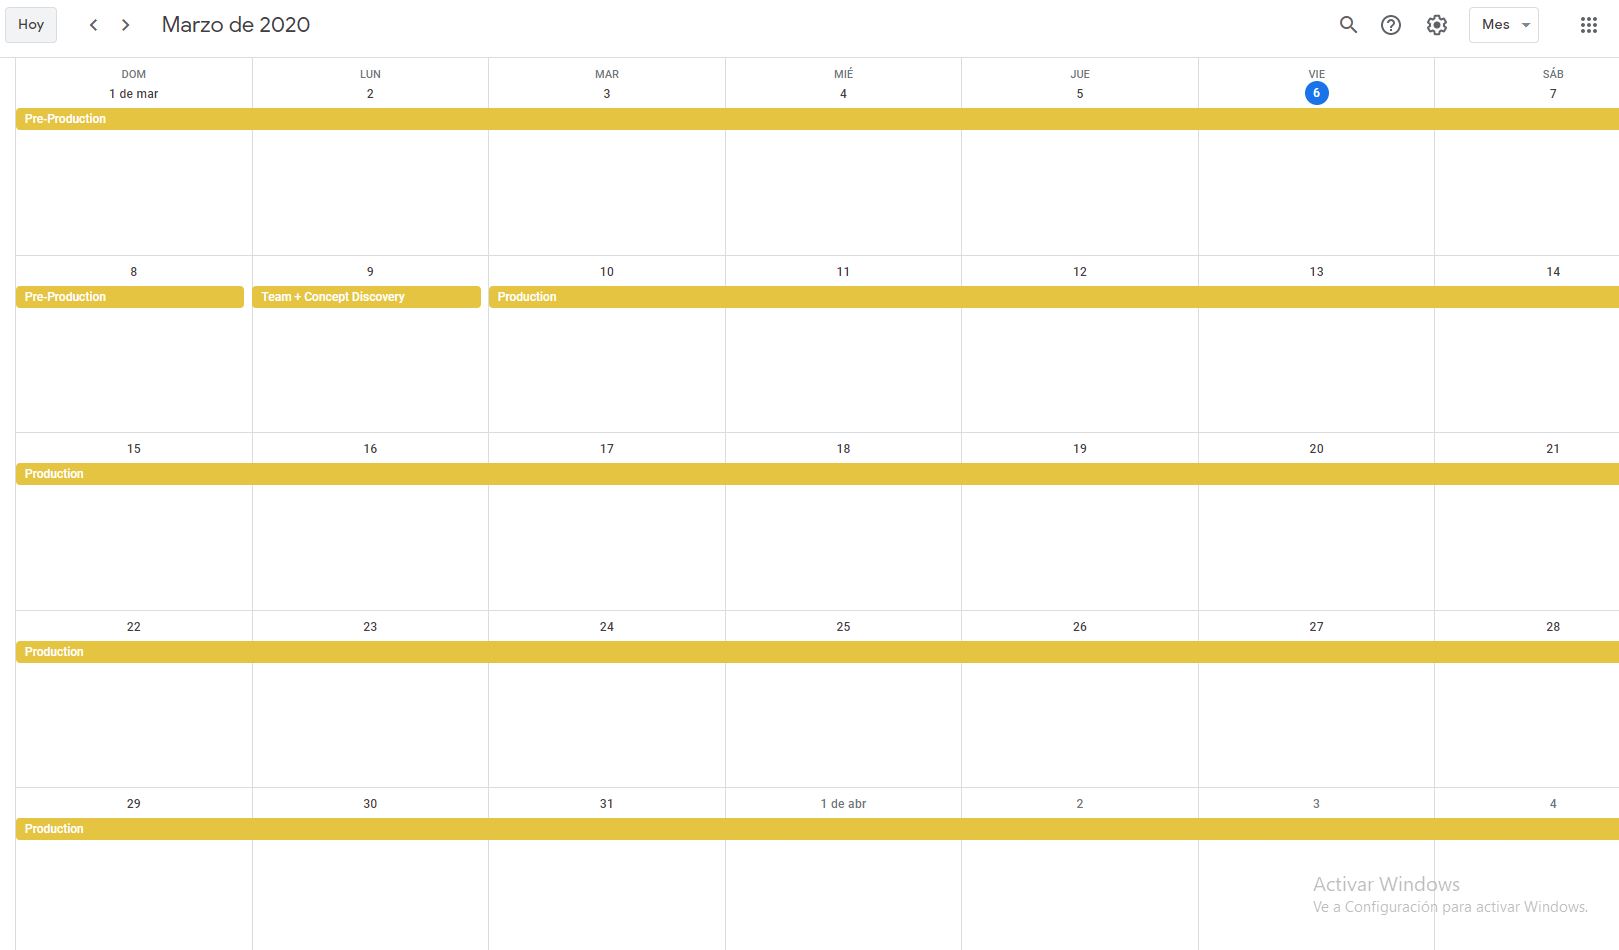 Hoy Marzo de 2020 Mes
DOM LUN MAR MIÉ JUE VIE SÁB
1 de mar 2 3 4 5 6 7
Pre-Production
8 9 10 11 12 13 14
Pre-Production Team + Concept Discovery Production
15 16 17 18 19 20 21
Production
22 23 24 25 26 27 28
Production
29 30 31 1 de abr 2 3 4
Production
Activar Windows
Ve a Configuración para activar Windows.